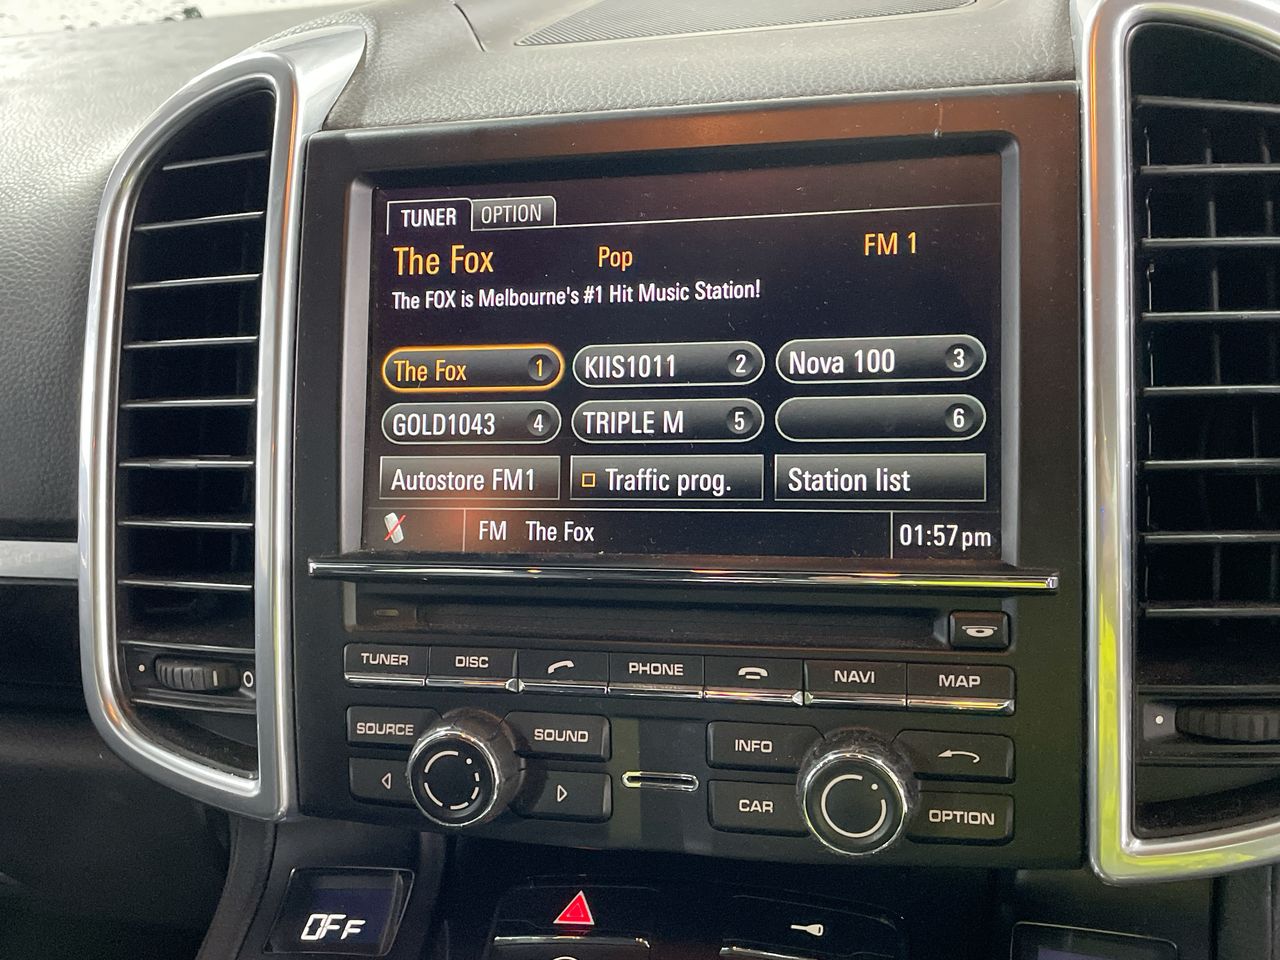 TUNER OPTION
The Fox Pop FM 1
The FOX is Melbourne's #1 Hit Music Station!
The Fox 1 KIIS1011 2 Nova 100 3
GOLD1043 4 TRIPLE M 5 6
Autostore FM1 Traffic prog. Station list
FM The Fox 01:57 pm
TUNER DISC PHONE NAVI MAP
SOURCE SOUND INFO
CAR OPTION
OFF